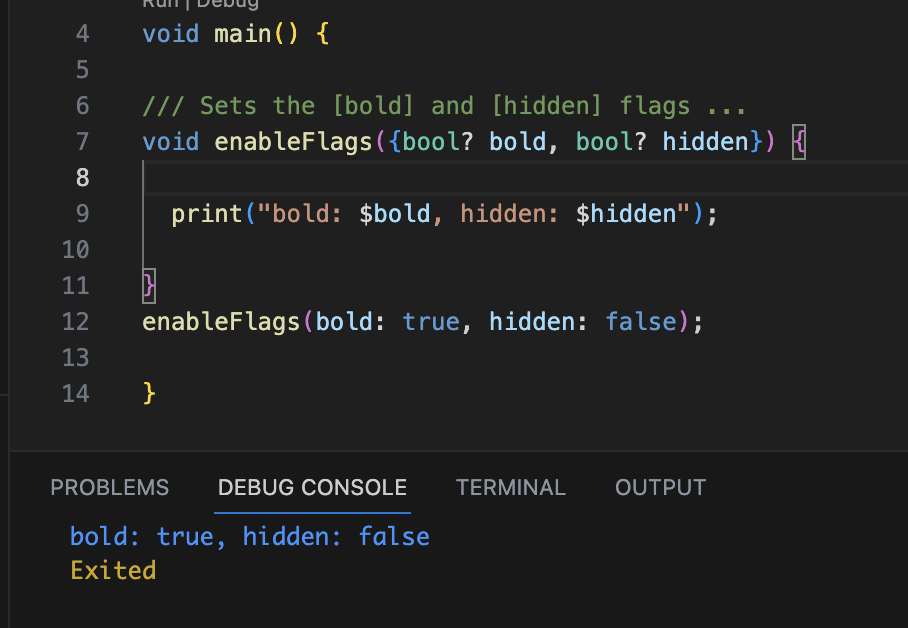 Run | Debug
4 void main() {
5
6 /// Sets the [bold] and [hidden] flags ...
7 void enableFlags({bool? bold, bool? hidden}) {
8
9 print("bold: $bold, hidden: $hidden");
10
11 }
12 enableFlags(bold: true, hidden: false);
13
14 }
PROBLEMS DEBUG CONSOLE TERMINAL OUTPUT
bold: true, hidden: false
Exited